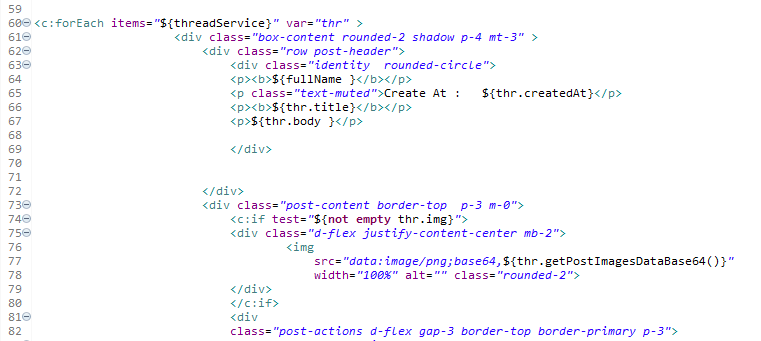 59
60 <c:forEach items="${threadService}" var="thr" >
61 <div class="box-content rounded-2 shadow p-4 mt-3" >
62 <div class="row post-header">
63 <div class="identity  rounded-circle">
64 <p><b>${fullName }</b></p>
65 <p class="text-muted">Create At :   ${thr.createdAt}</p>
66 <p><b>${thr.title}</b></p>
67 <p>${thr.body }</p>
68
69 </div>
70
71
72 </div>
73 <div class="post-content border-top  p-3 m-0">
74 <c:if test="${not empty thr.img}">
75 <div class="d-flex justify-content-center mb-2">
76 <img
77 src="data:image/png;base64,${thr.getPostImagesDataBase64()}"
78 width="100%" alt="" class="rounded-2">
79 </div>
80 </c:if>
81 <div
82 class="post-actions d-flex gap-3 border-top border-primary p-3">